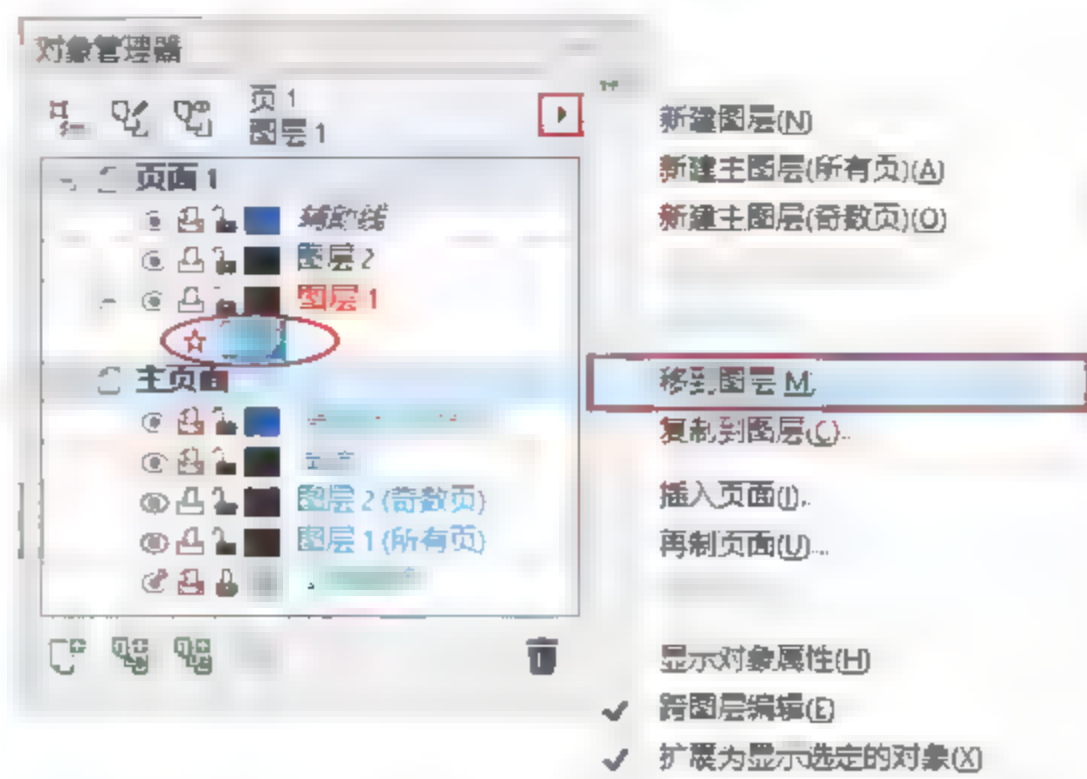 对象管理器
页 1
图层 1
页面 1
辅助线
图层 2
图层 1
主页面
图层 2 (奇数页)
图层 1 (所有页)
新建图层(N)
新建主图层(所有页)(A)
新建主图层(奇数页)(O)
移到图层(M)
复制到图层(C)...
插入页面(I)...
再制页面(U)...
显示对象属性(H)
跨图层编辑(E)
扩展为显示选定的对象(X)